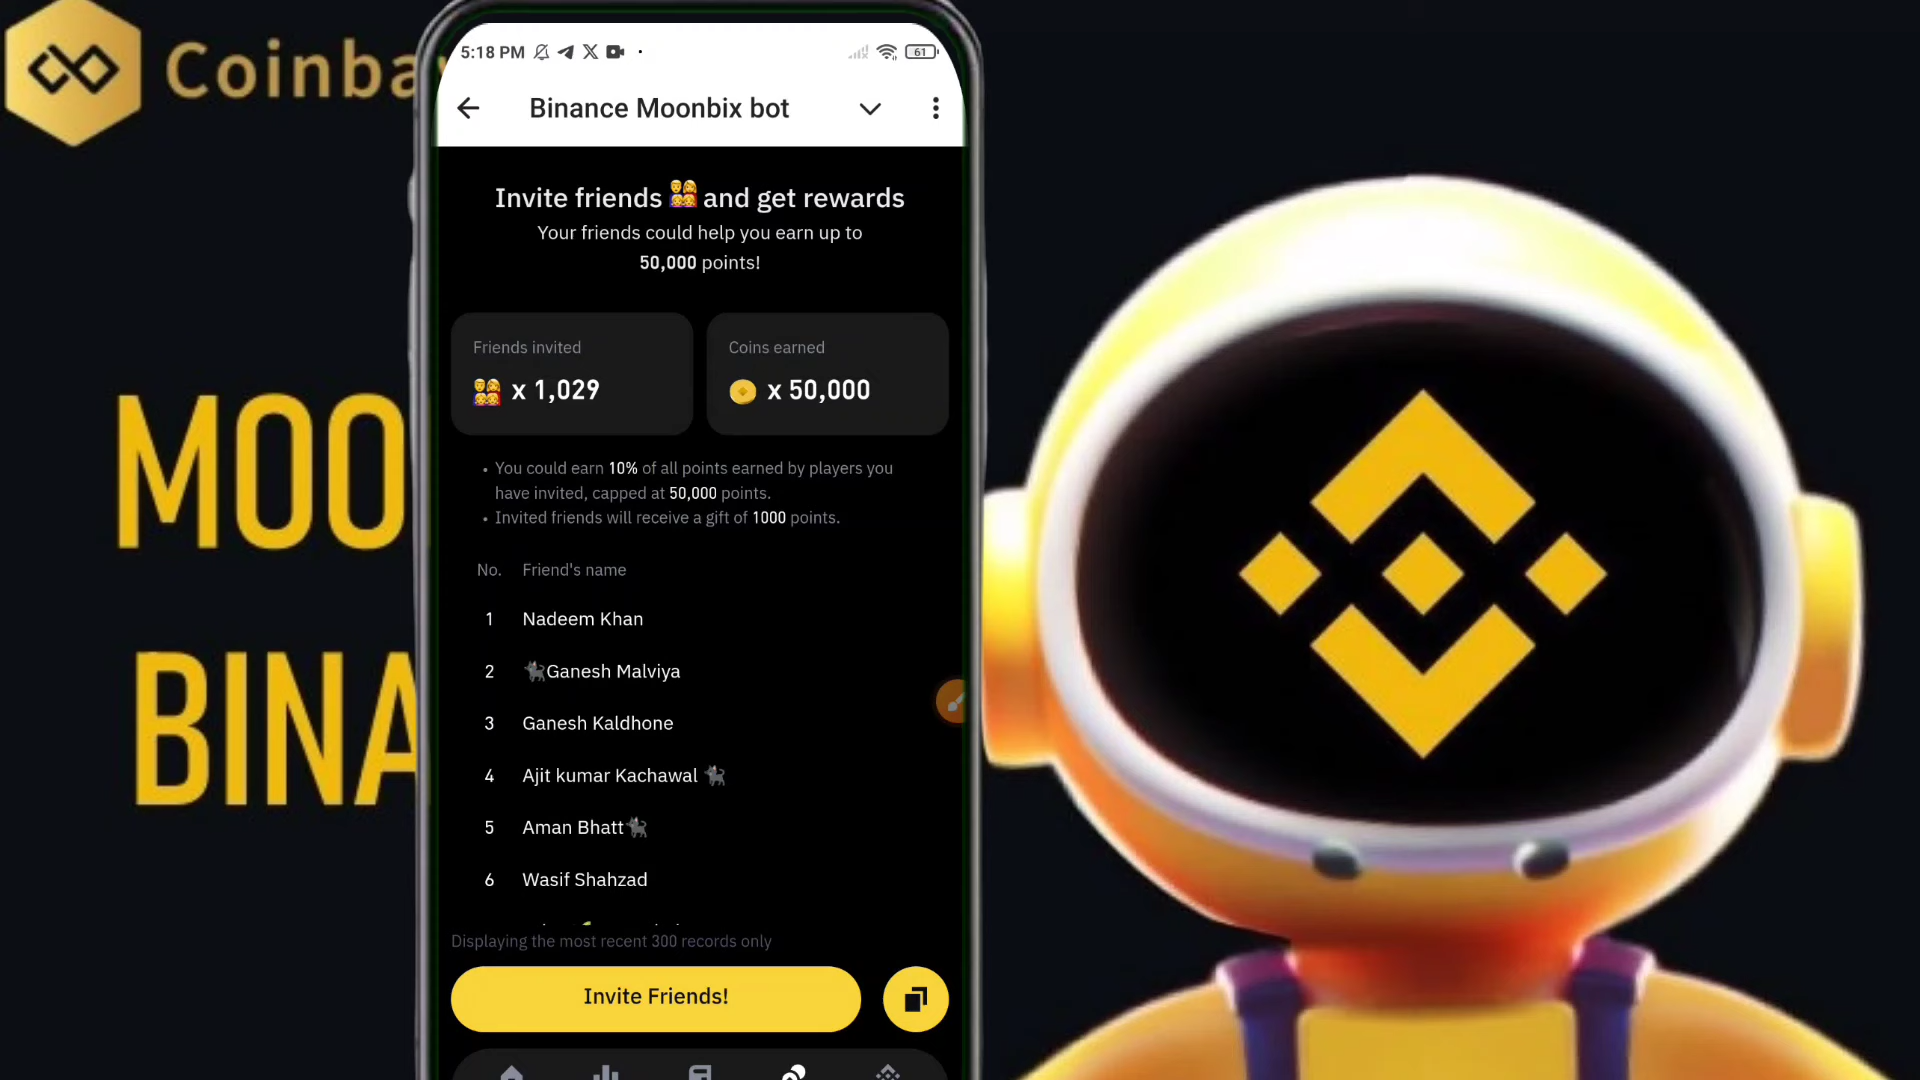 Coinba
MOO
BINA
5:18 PM
61
Binance Moonbix bot
Invite friends 👨‍👩‍👧‍👦 and get rewards
Your friends could help you earn up to
50,000 points!
Friends invited
x 1,029
Coins earned
x 50,000
• You could earn 10% of all points earned by players you
have invited, capped at 50,000 points.
• Invited friends will receive a gift of 1000 points.
No. Friend's name
1 Nadeem Khan
2 🐈‍⬛Ganesh Malviya
3 Ganesh Kaldhone
4 Ajit kumar Kachawal 🐈‍⬛
5 Aman Bhatt🐈‍⬛
6 Wasif Shahzad
Displaying the most recent 300 records only
Invite Friends!